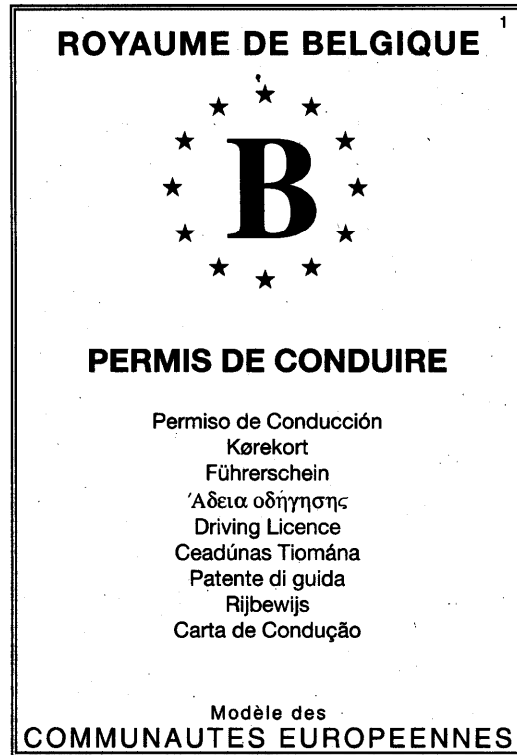 1
ROYAUME DE BELGIQUE
B
PERMIS DE CONDUIRE
Permiso de Conducción
Kørekort
Führerschein
Άδεια οδήγησης
Driving Licence
Ceadúnas Tiomána
Patente di guida
Rijbewijs
Carta de Condução
Modèle des
COMMUNAUTES EUROPEENNES